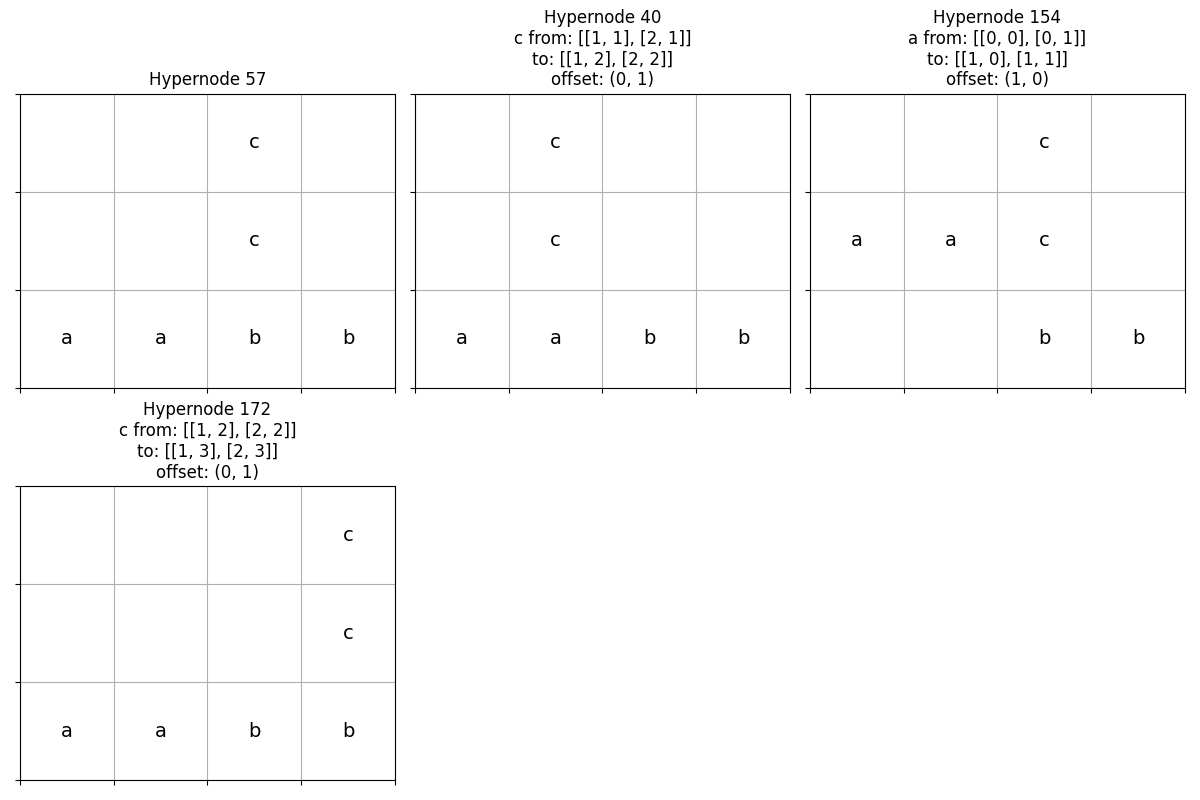 Hypernode 57
c
c
a a b b
Hypernode 40
c from: [[1, 1], [2, 1]]
to: [[1, 2], [2, 2]]
offset: (0, 1)
c
c
a a b b
Hypernode 154
a from: [[0, 0], [0, 1]]
to: [[1, 0], [1, 1]]
offset: (1, 0)
c
a a c
b b
Hypernode 172
c from: [[1, 2], [2, 2]]
to: [[1, 3], [2, 3]]
offset: (0, 1)
c
c
a a b b